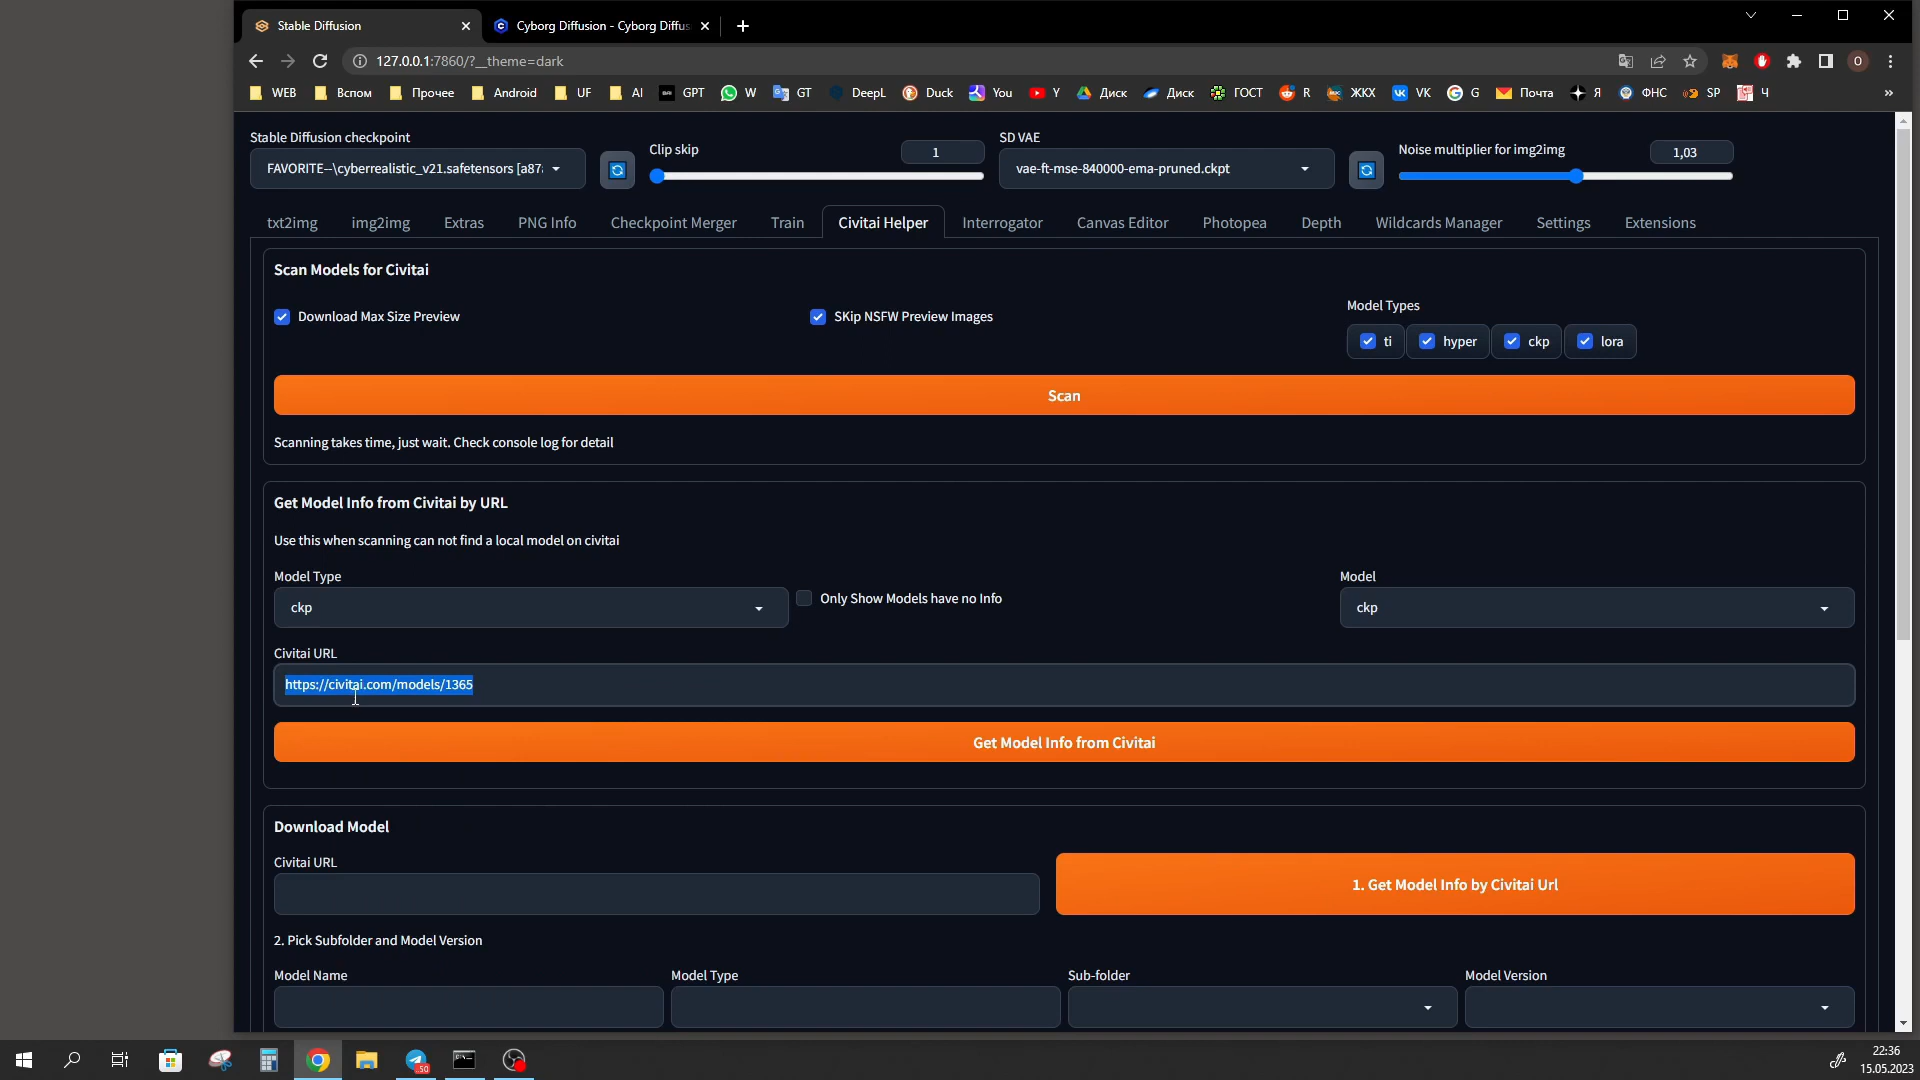 Stable Diffusion
Cyborg Diffusion - Cyborg Diffus
127.0.0.1:7860/?__theme=dark
WEB Вспом Прочее Android UF AI GPT W GT DeepL Duck You Y Диск Диск ГОСТ R ЖКХ VK G Почта Я ФНС SP Ч »
O
Stable Diffusion checkpoint
FAVORITE--\cyberrealistic_v21.safetensors [a87
Clip skip
1
SD VAE
vae-ft-mse-840000-ema-pruned.ckpt
Noise multiplier for img2img
1,03
txt2img img2img Extras PNG Info Checkpoint Merger Train Civitai Helper Interrogator Canvas Editor Photopea Depth Wildcards Manager Settings Extensions
Scan Models for Civitai
Download Max Size Preview
SKip NSFW Preview Images
Model Types
ti hyper ckp lora
Scan
Scanning takes time, just wait. Check console log for detail
Get Model Info from Civitai by URL
Use this when scanning can not find a local model on civitai
Model Type
ckp
Only Show Models have no Info
Model
ckp
Civitai URL
https://civitai.com/models/1365
Get Model Info from Civitai
Download Model
Civitai URL
1. Get Model Info by Civitai Url
2. Pick Subfolder and Model Version
Model Name Model Type Sub-folder Model Version
50
22:36
15.05.2023